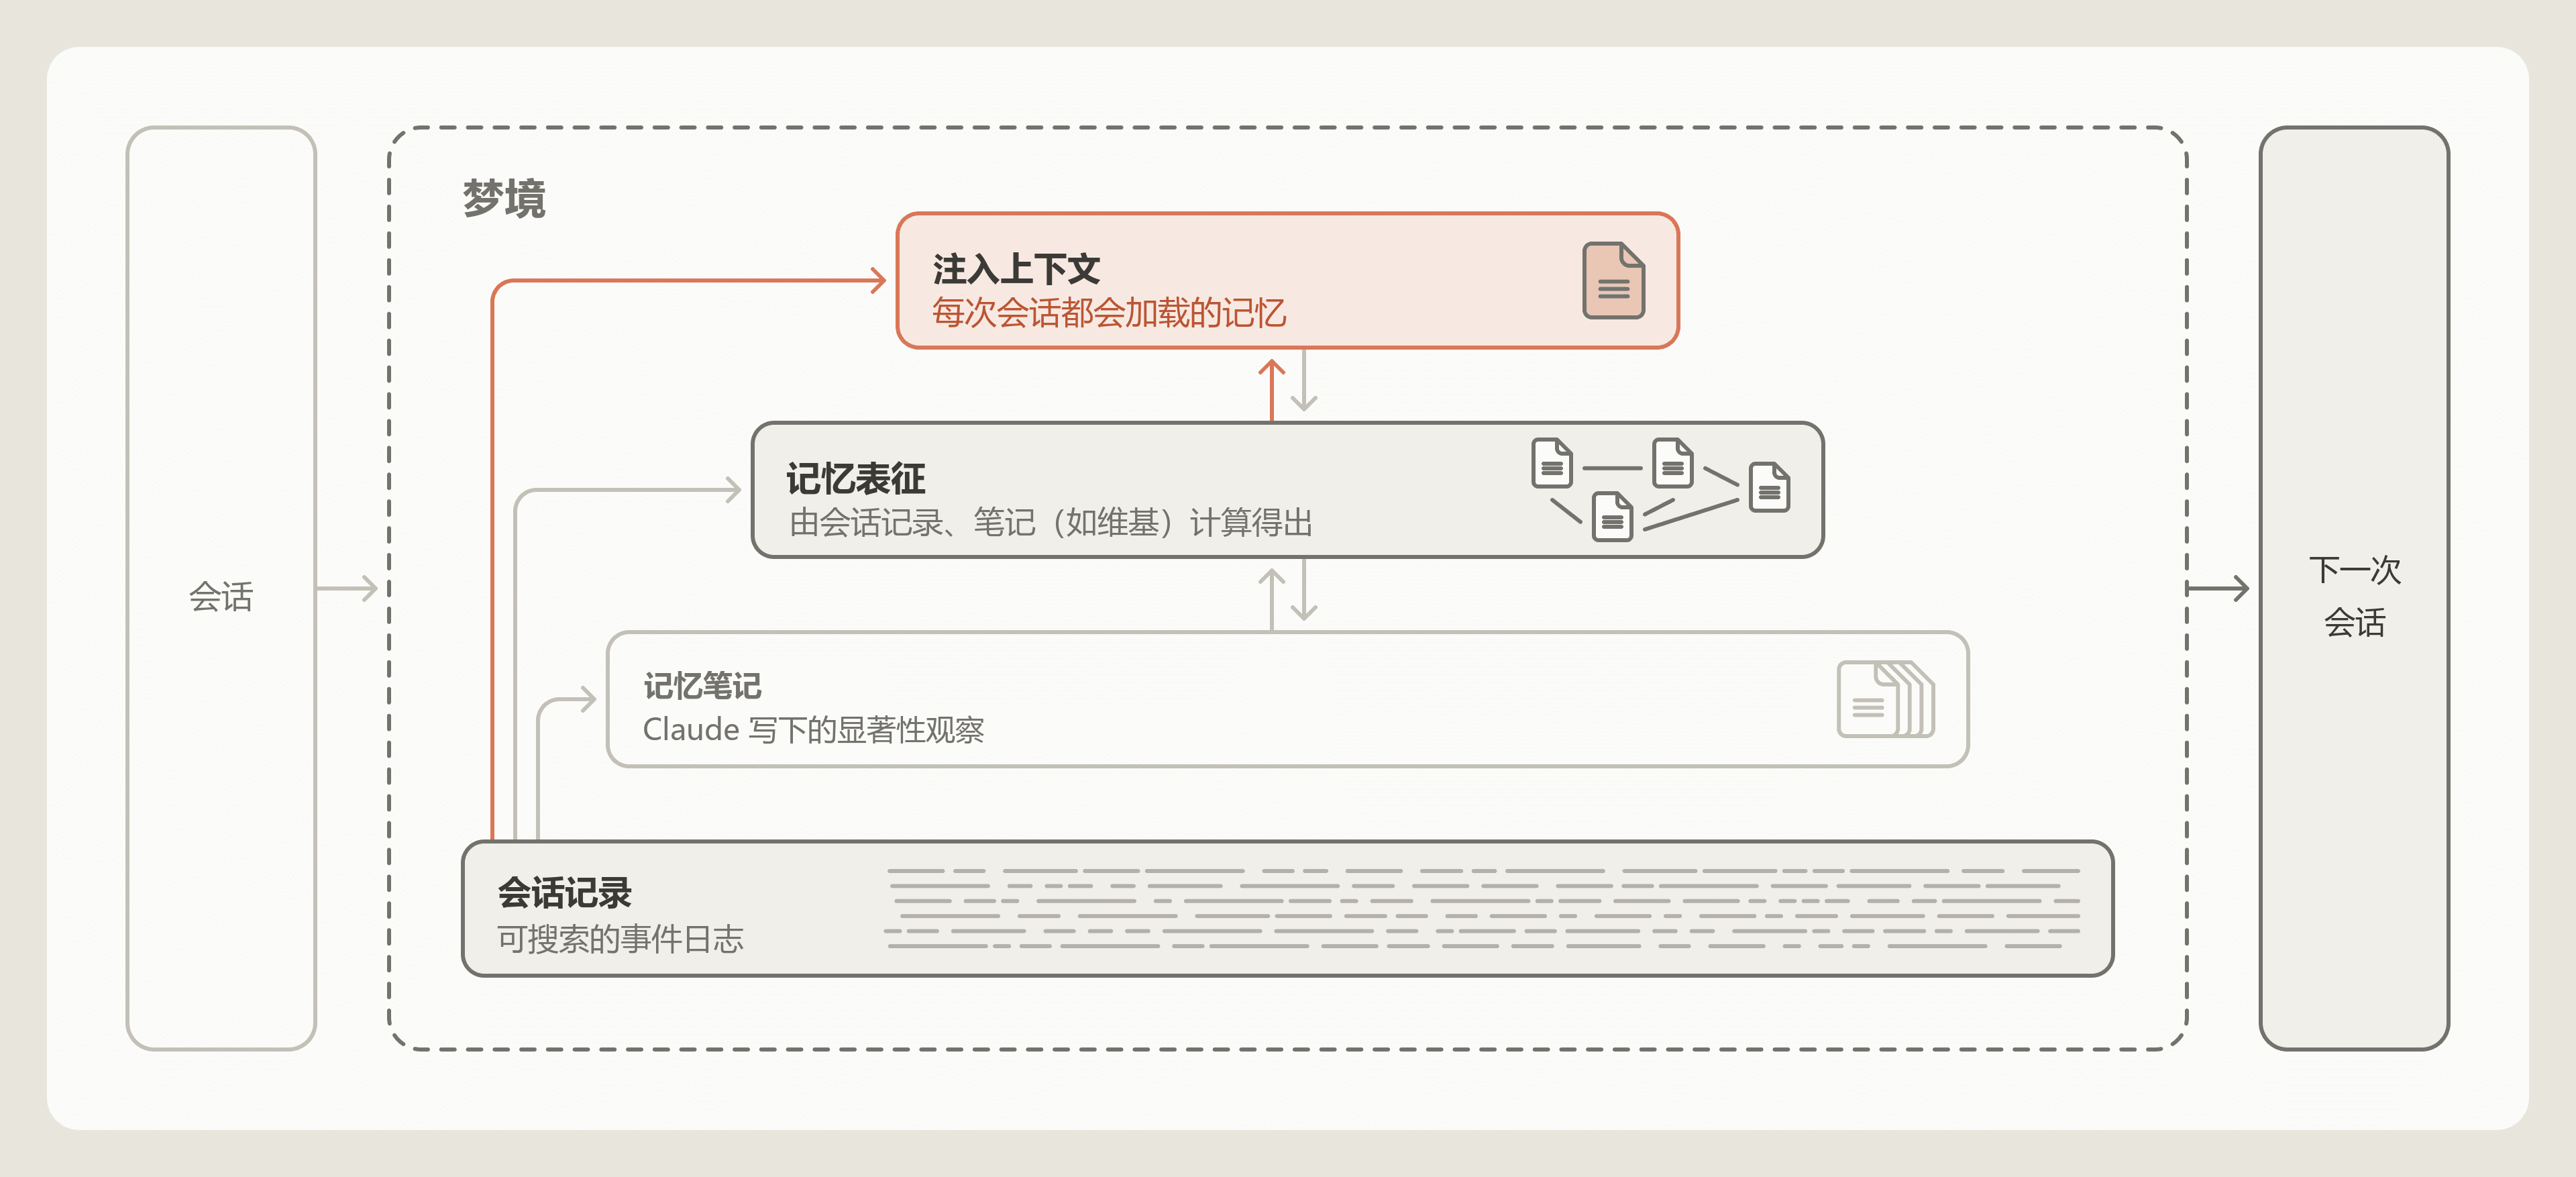 会话
梦境
注入上下文
每次会话都会加载的记忆
记忆表征
由会话记录、笔记（如维基）计算得出
记忆笔记
Claude 写下的显著性观察
会话记录
可搜索的事件日志
下一次
会话